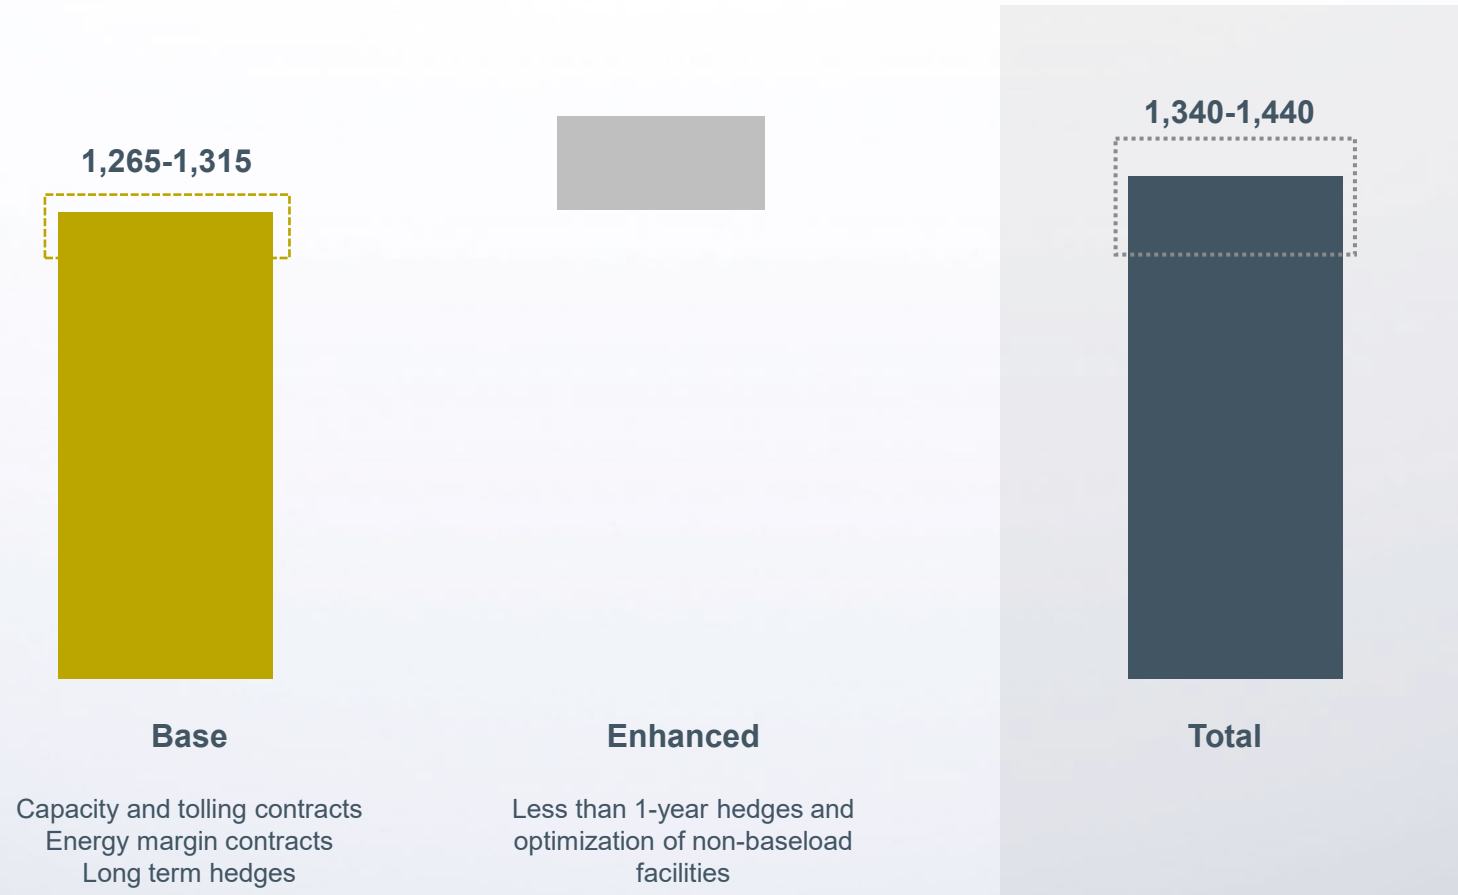 1,265-1,315
1,340-1,440
Base
Enhanced
Total
Capacity and tolling contracts
Energy margin contracts
Long term hedges
Less than 1-year hedges and
optimization of non-baseload
facilities